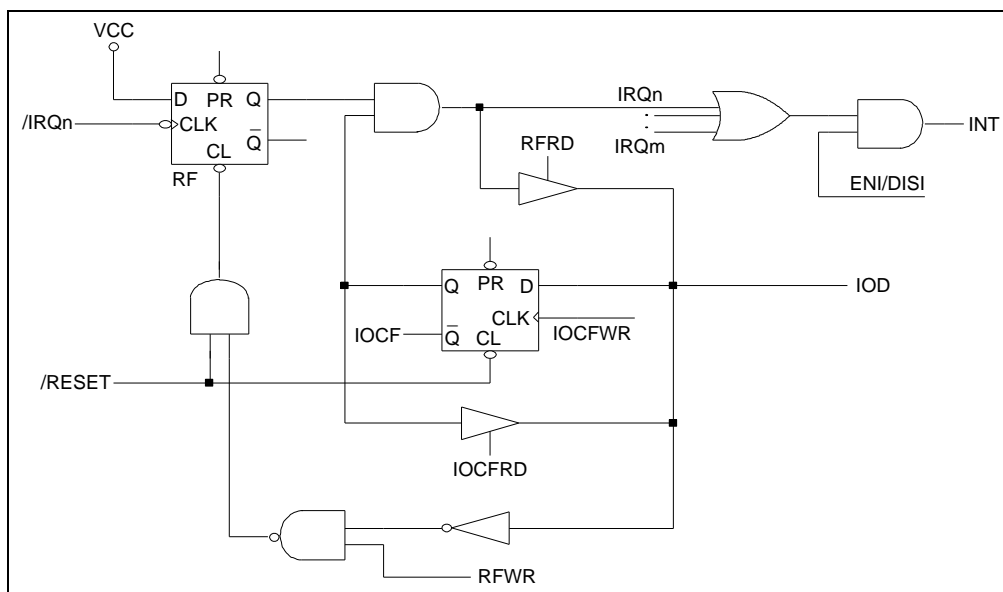 VCC
D PR Q
/IRQn
CLK
CL Q
RF
IRQn
:
IRQm
INT
RFRD
ENI/DISI
Q PR D
IOD
CLK
IOCF Q CL
IOCFWR
/RESET
IOCFRD
RFWR